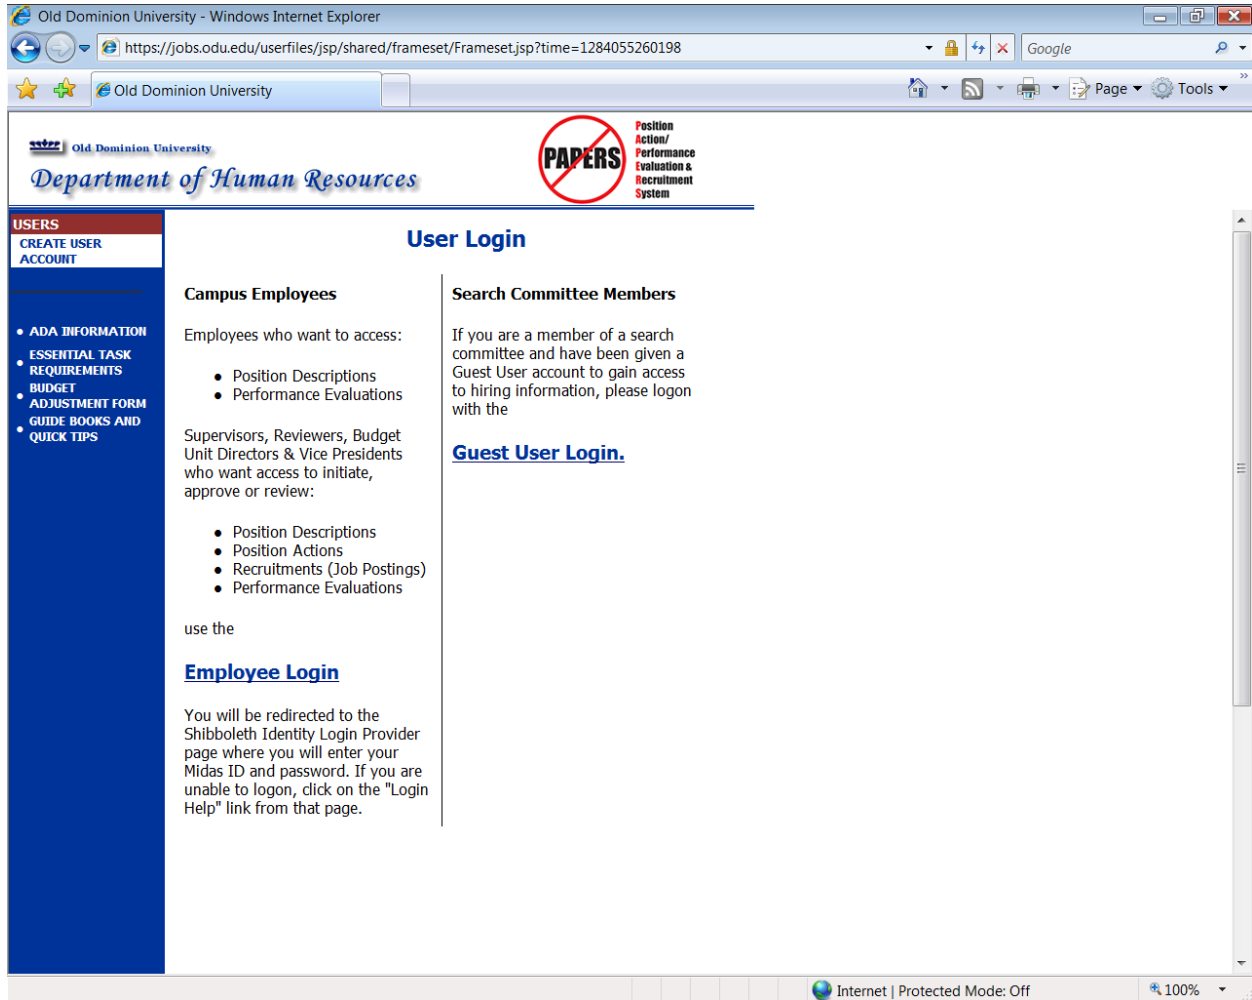 Old Dominion University - Windows Internet Explorer
https://jobs.odu.edu/userfiles/jsp/shared/frameset/Frameset.jsp?time=1284055260198
Google
Old Dominion University
Page
Tools
Old Dominion University
Department of Human Resources
PAPERS
Position
Action/
Performance
Evaluation &
Recruitment
System
USERS
CREATE USER
ACCOUNT
• ADA INFORMATION
• ESSENTIAL TASK
REQUIREMENTS
• BUDGET
ADJUSTMENT FORM
• GUIDE BOOKS AND
QUICK TIPS
User Login
Campus Employees
Employees who want to access:
• Position Descriptions
• Performance Evaluations
Supervisors, Reviewers, Budget
Unit Directors & Vice Presidents
who want access to initiate,
approve or review:
• Position Descriptions
• Position Actions
• Recruitments (Job Postings)
• Performance Evaluations
use the
Employee Login
You will be redirected to the
Shibboleth Identity Login Provider
page where you will enter your
Midas ID and password. If you are
unable to logon, click on the "Login
Help" link from that page.
Search Committee Members
If you are a member of a search
committee and have been given a
Guest User account to gain access
to hiring information, please logon
with the
Guest User Login.
Internet | Protected Mode: Off
100%